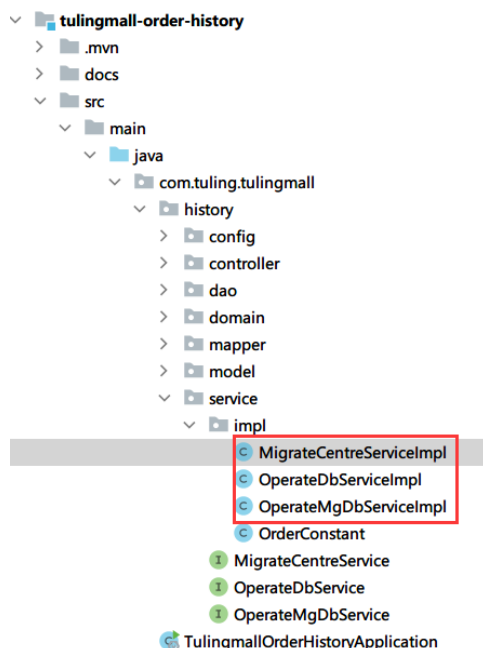 tulingmall-order-history
.mvn
docs
src
main
java
com.tuling.tulingmall
history
config
controller
dao
domain
mapper
model
service
impl
C MigrateCentreServiceImpl
C OperateDbServiceImpl
C OperateMgDbServiceImpl
C OrderConstant
I MigrateCentreService
I OperateDbService
I OperateMgDbService
C TulingmallOrderHistoryApplication